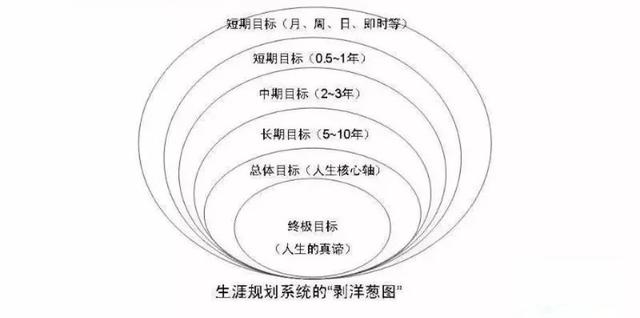 短期目标（月、周、日、即时等）
短期目标（0.5~1年）
中期目标（2~3年）
长期目标（5~10年）
总体目标（人生核心轴）
终极目标
（人生的真谛）
生涯规划系统的“剥洋葱图”